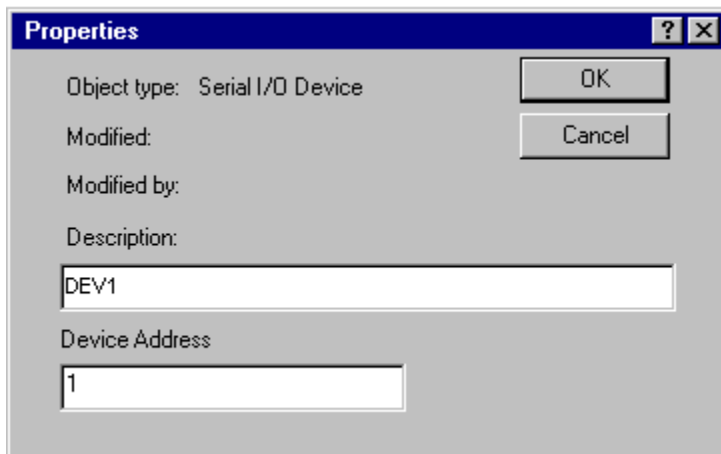 Properties
?
Object type: Serial I/O Device
OK
Modified:
Cancel
Modified by:
Description:
DEV1
Device Address
1